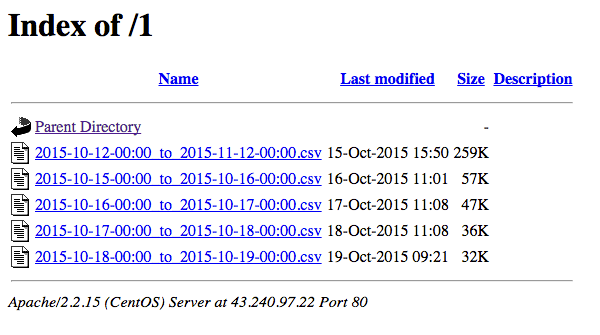 Index of /1
Name Last modified Size Description
Parent Directory -
2015-10-12-00:00_to_2015-11-12-00:00.csv 15-Oct-2015 15:50 259K
2015-10-15-00:00_to_2015-10-16-00:00.csv 16-Oct-2015 11:01 57K
2015-10-16-00:00_to_2015-10-17-00:00.csv 17-Oct-2015 11:08 47K
2015-10-17-00:00_to_2015-10-18-00:00.csv 18-Oct-2015 11:08 36K
2015-10-18-00:00_to_2015-10-19-00:00.csv 19-Oct-2015 09:21 32K
Apache/2.2.15 (CentOS) Server at 43.240.97.22 Port 80